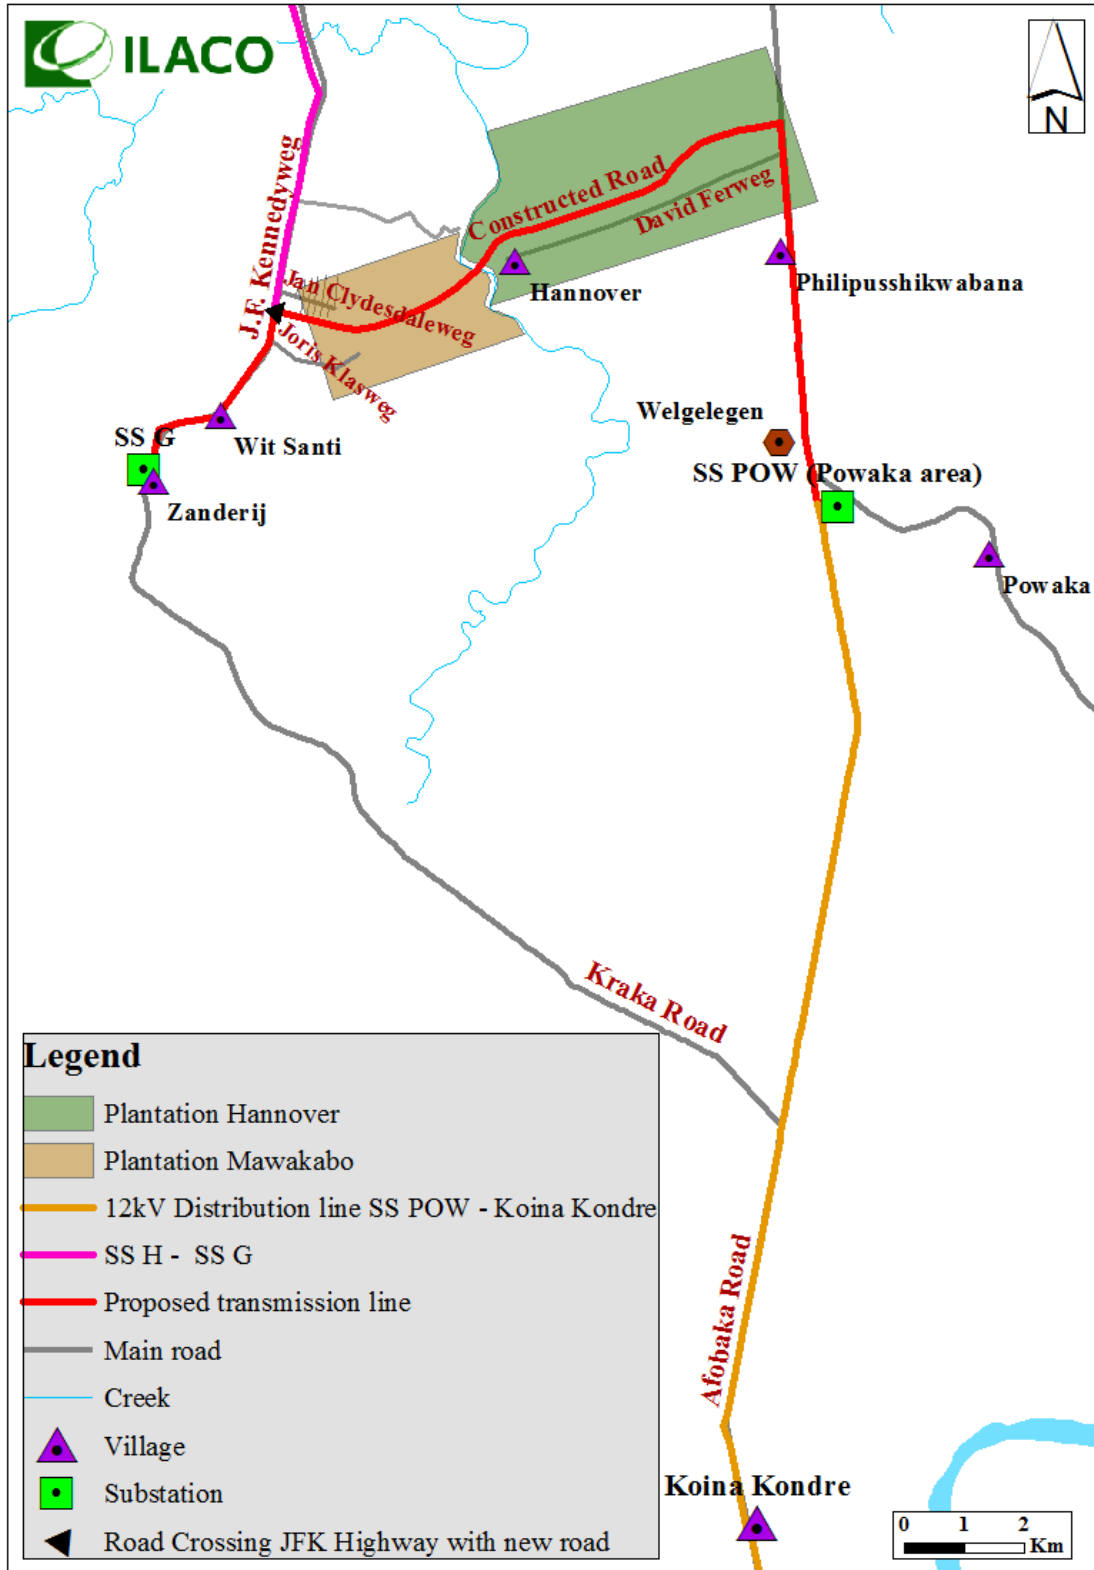 ILACO
N
J.F. Kennedyweg
Constructed Road
David Ferweg
Jan Clydesdaleweg
Joris Klasweg
Hannover
Philipusshikwabana
Welgelegen
SS G
Wit Santi
Zanderij
SS POW (Powaka area)
Powaka
Kraka Road
Afobaka Road
Koina Kondre
Legend
Plantation Hannover
Plantation Mawakabo
12kV Distribution line SS POW - Koina Kondre
SS H - SS G
Proposed transmission line
Main road
Creek
Village
Substation
Road Crossing JFK Highway with new road
0 1 2
Km